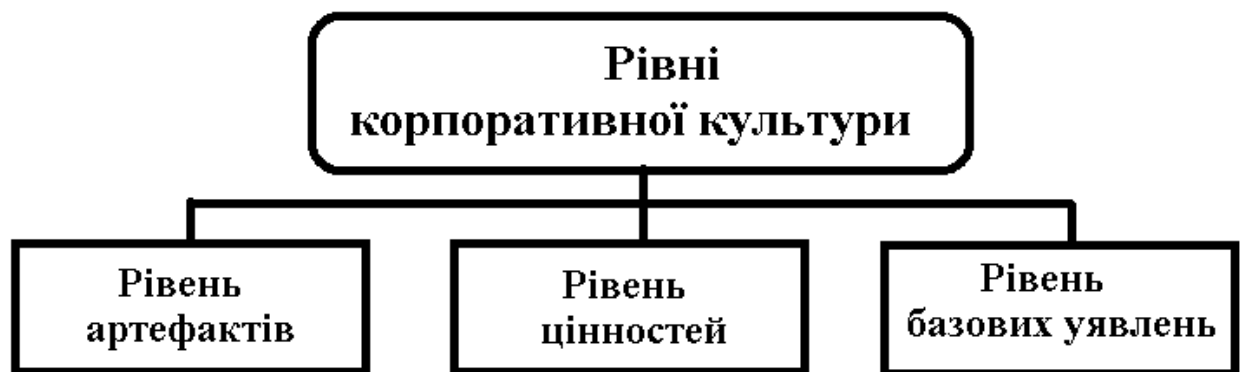 Рівні
корпоративної культури
Рівень
артефактів
Рівень
цінностей
Рівень
базових уявлень